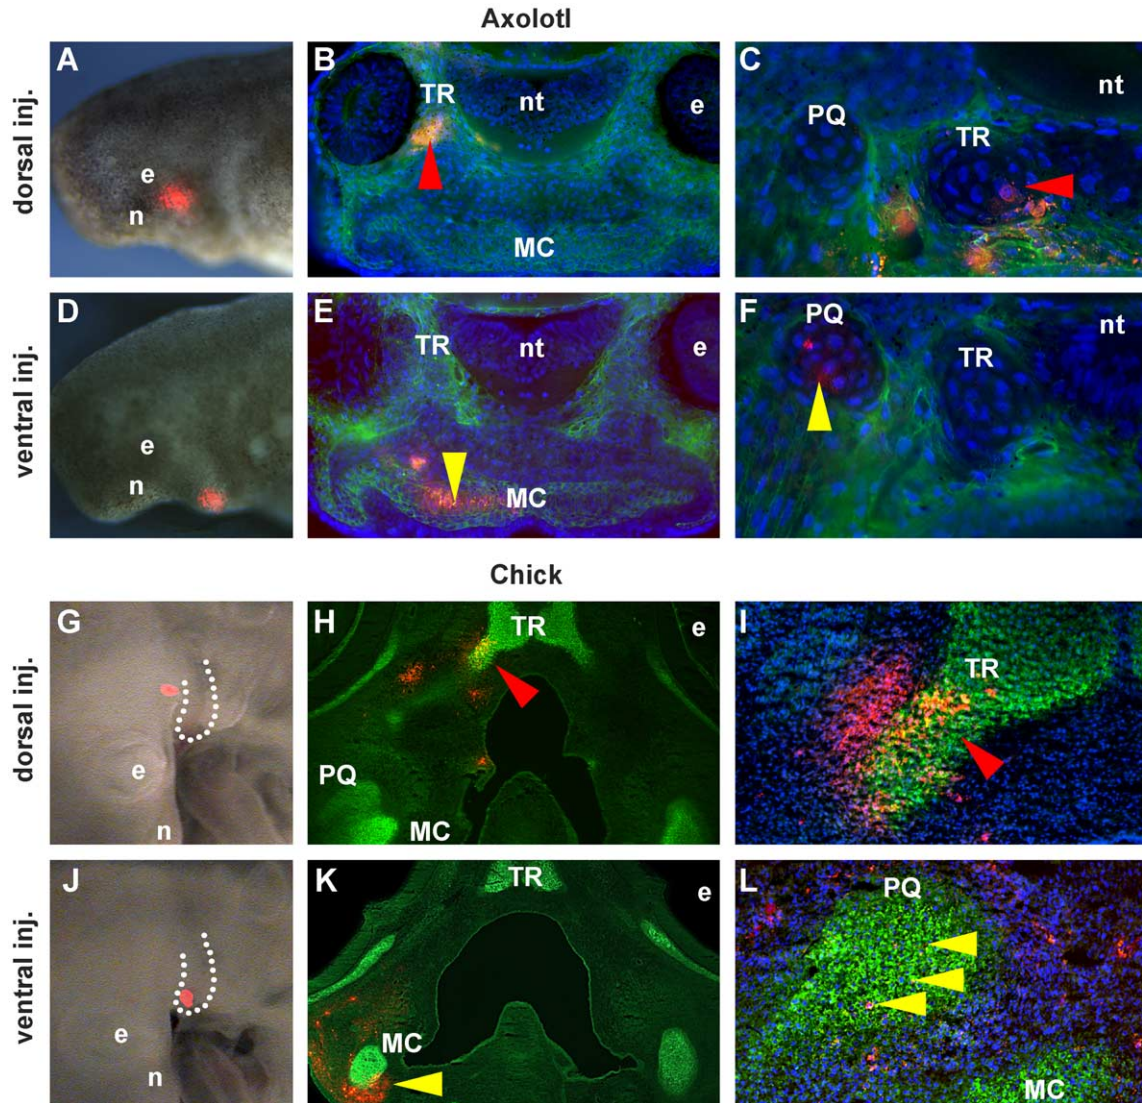 Axolotl
dorsal inj.
A
e
n
B
TR
nt
e
MC
C
nt
PQ
TR
ventral inj.
D
e
n
E
TR
nt
e
MC
F
PQ
nt
TR
Chick
dorsal inj.
G
e
n
H
TR
e
PQ
MC
I
TR
ventral inj.
J
e
n
K
TR
e
MC
L
PQ
MC